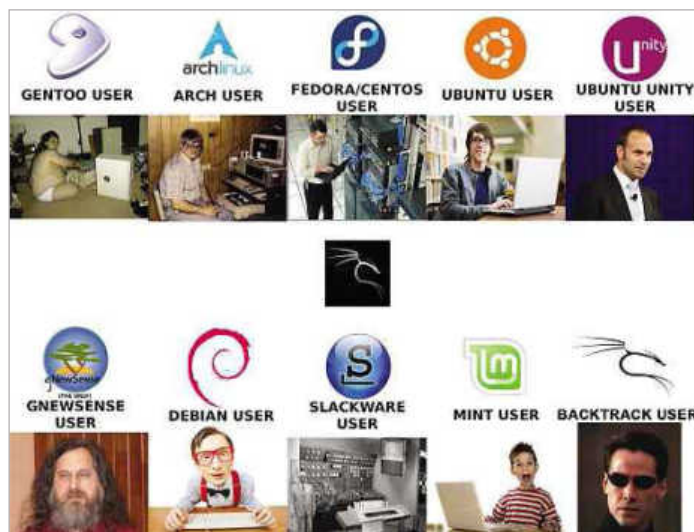 archlinux
Unity
GENTOO USER
ARCH USER
FEDORA/CENTOS
USER
UBUNTU USER
UBUNTU UNITY
USER
gNewSense
GNEWSENSE
USER
DEBIAN USER
S
SLACKWARE
USER
MINT USER
BACKTRACK USER